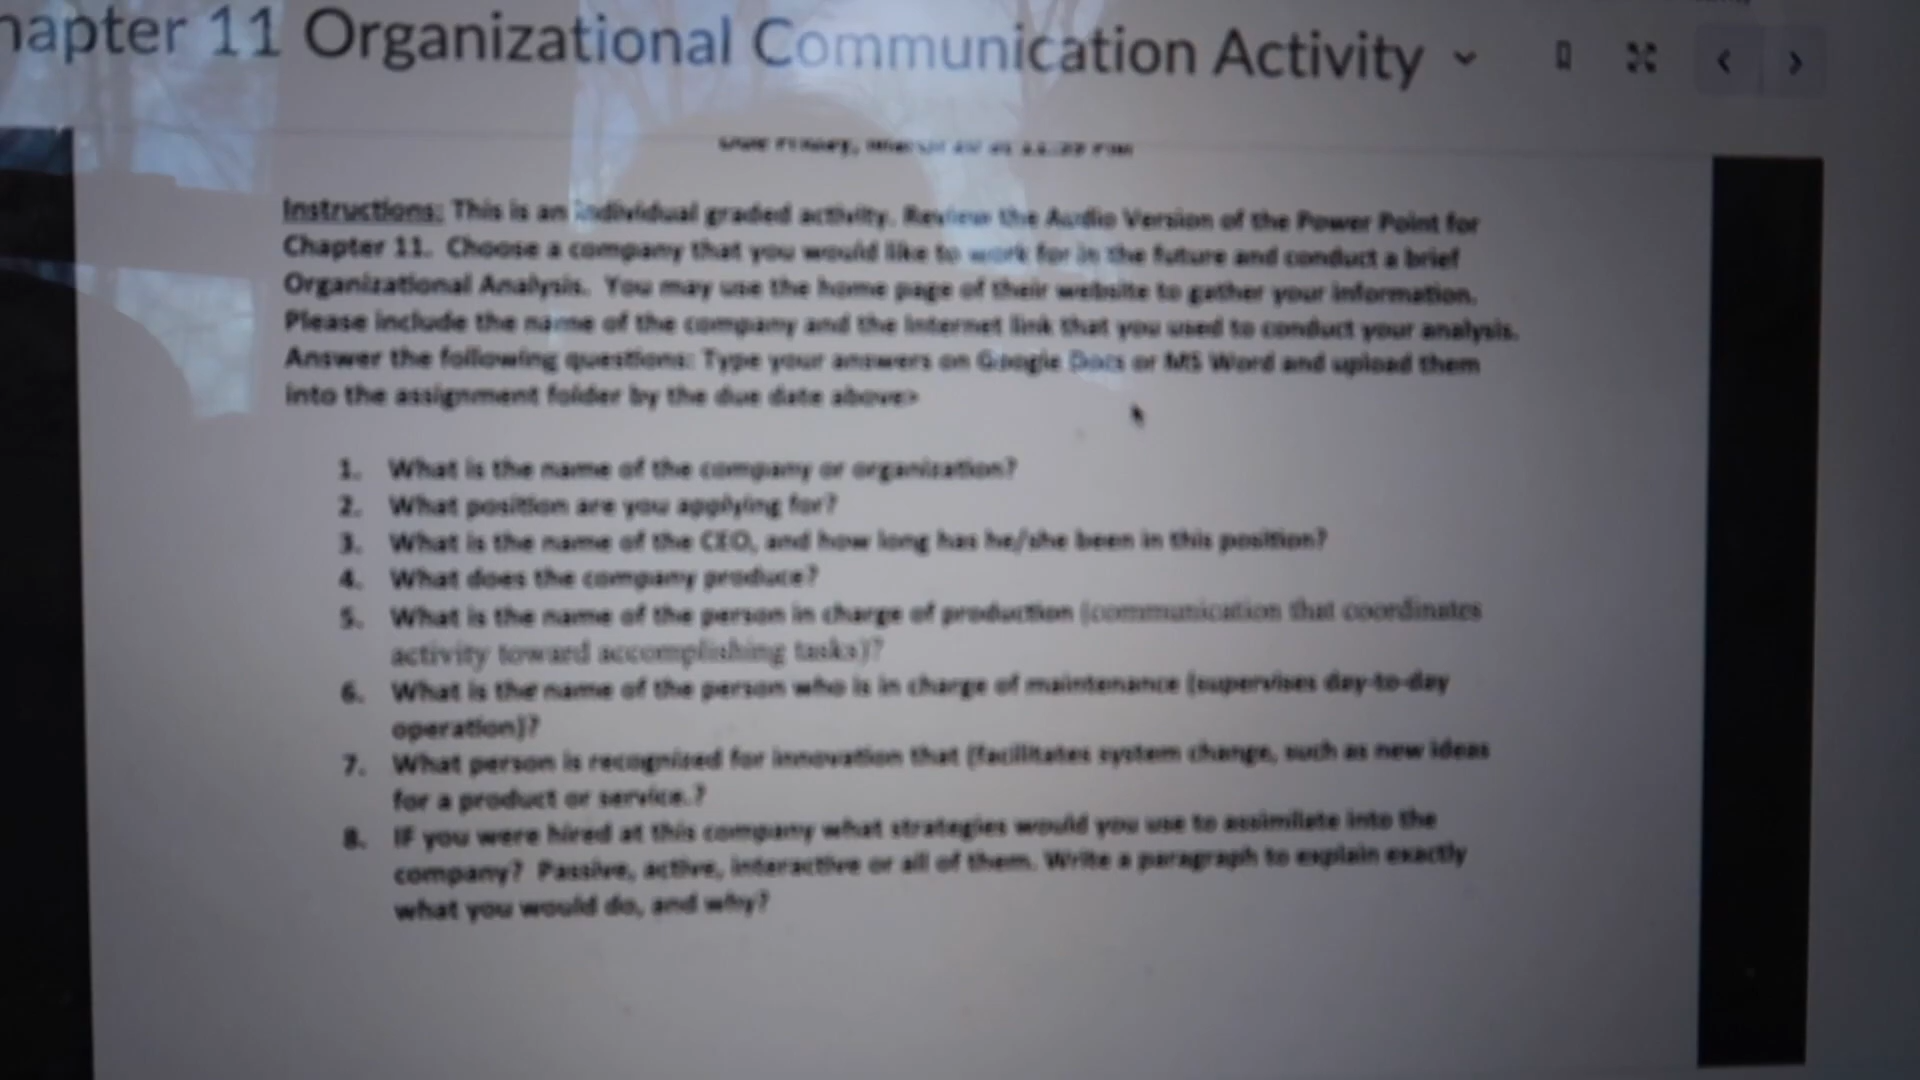 hapter 11 Organizational Communication Activity
Instructions: This is an individual graded activity. Review the Audio Version of the Power Point for
Chapter 11. Choose a company that you would like to work for in the future and conduct a brief
Organizational Analysis. You may use the home page of their website to gather your information.
Please include the name of the company and the internet link that you used to conduct your analysis.
Answer the following questions: Type your answers on Google Docs or MS Word and upload them
into the assignment folder by the due date above>
1. What is the name of the company or organization?
2. What position are you applying for?
3. What is the name of the CEO, and how long has he/she been in this position?
4. What does the company produce?
5. What is the name of the person in charge of production (communication that coordinates
activity toward accomplishing tasks)?
6. What is the name of the person who is in charge of maintenance (supervises day-to-day
operation)?
7. What person is recognized for innovation that (facilitates system change, such as new ideas
for a product or service.?
8. IF you were hired at this company what strategies would you use to assimilate into the
company? Passive, active, interactive or all of them. Write a paragraph to explain exactly
what you would do, and why?